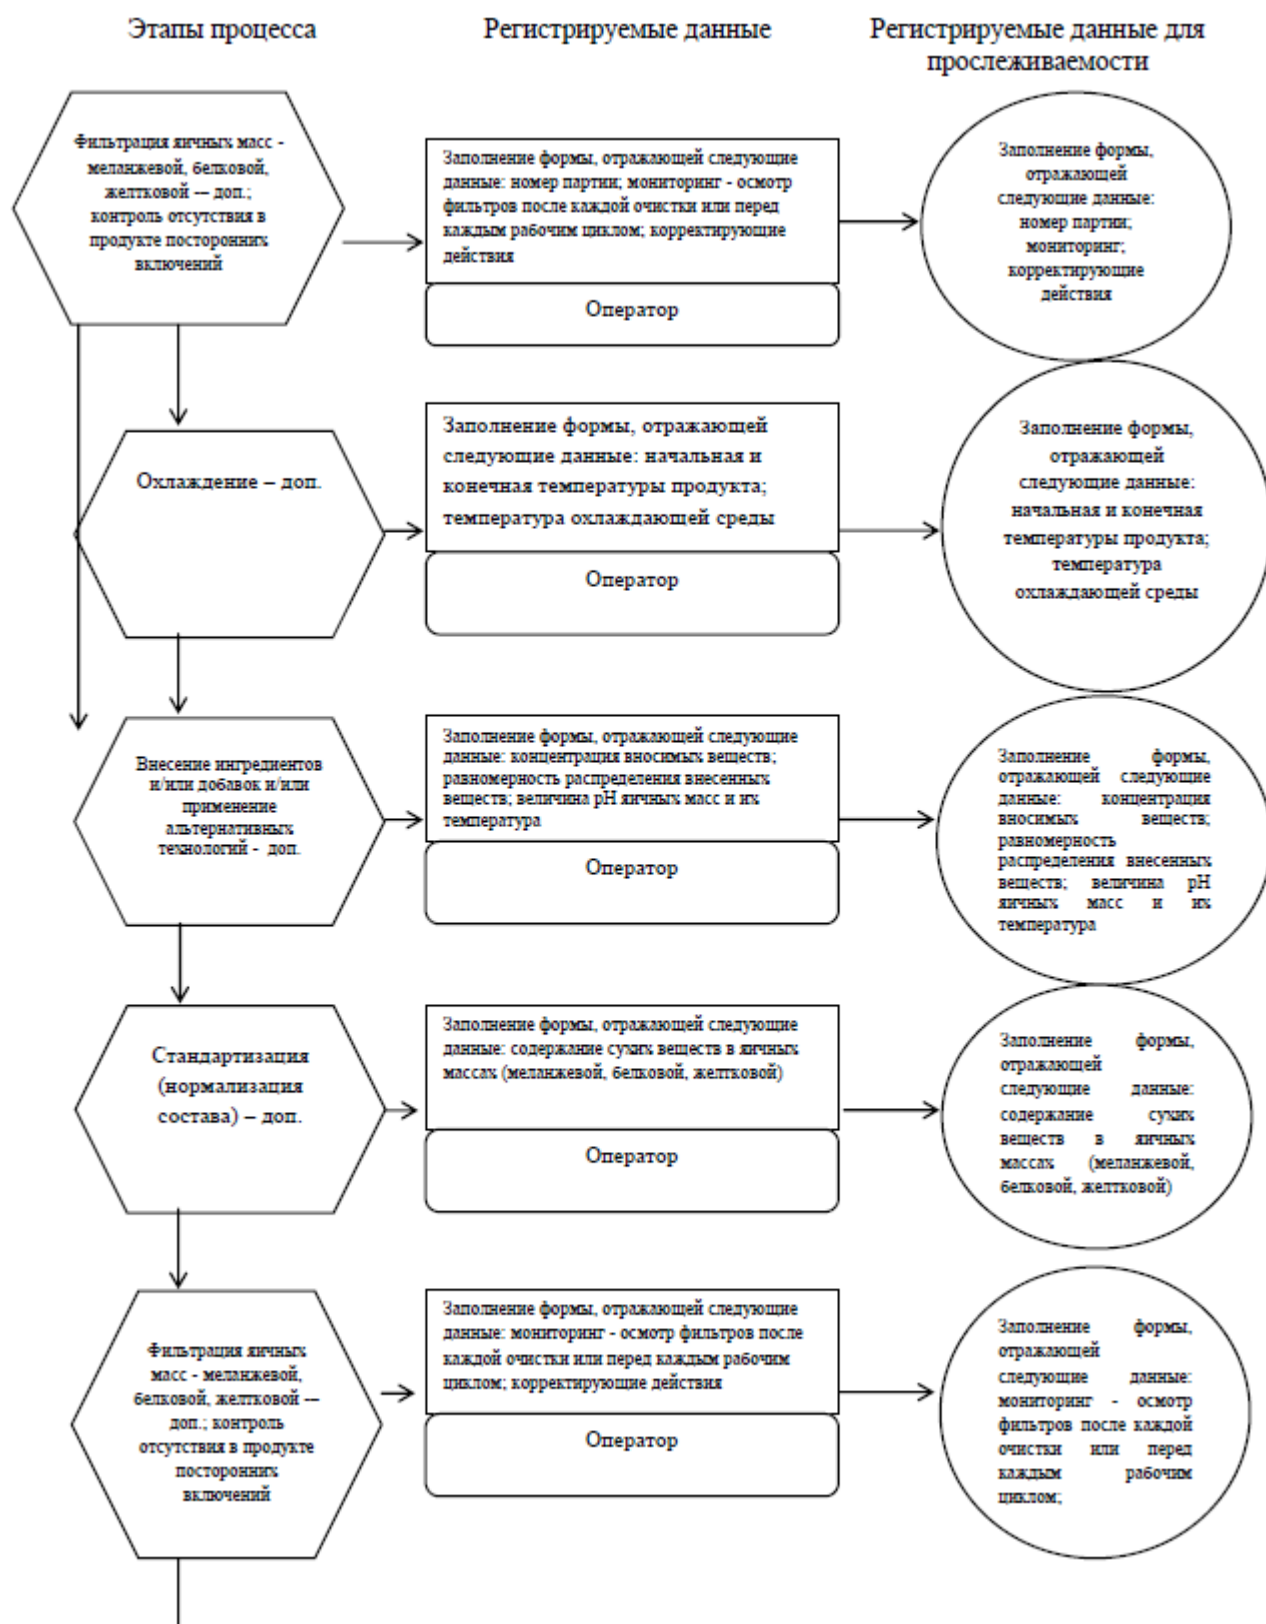 Этапы процесса
Регистрируемые данные
Регистрируемые данные для
прослеживаемости
Фильтрация яичных масс -
меланжевой, белковой,
желтковой –- доп.;
контроль отсутствия в
продукте посторонних
включений
Заполнение формы, отражающей следующие
данные: номер партии; мониторинг - осмотр
фильтров после каждой очистки или перед
каждым рабочим циклом; корректирующие
действия
Оператор
Заполнение формы,
отражающей
следующие данные:
номер партии;
мониторинг;
корректирующие
действия
Охлаждение – доп.
Заполнение формы, отражающей
следующие данные: начальная и
конечная температуры продукта;
температура охлаждающей среды
Оператор
Заполнение формы,
отражающей
следующие данные:
начальная и конечная
температуры продукта;
температура
охлаждающей среды
Внесение ингредиентов
и/или добавок и/или
применение
альтернативных
технологий - доп.
Заполнение формы, отражающей следующие
данные: концентрация вносимых веществ;
равномерность распределения внесенных
веществ; величина pH яичных масс и их
температура
Оператор
Заполнение формы,
отражающей следующие
данные: концентрация
вносимых веществ;
равномерность
распределения внесенных
веществ; величина pH
яичных масс и их
температура
Стандартизация
(нормализация
состава) – доп.
Заполнение формы, отражающей следующие
данные: содержание сухих веществ в яичных
массах (меланжевой, белковой, желтковой)
Оператор
Заполнение формы,
отражающей
следующие данные:
содержание сухих
веществ в яичных
массах (меланжевой,
белковой, желтковой)
Фильтрация яичных
масс - меланжевой,
белковой, желтковой –-
доп.; контроль
отсутствия в продукте
посторонних
включений
Заполнение формы, отражающей следующие
данные: мониторинг - осмотр фильтров после
каждой очистки или перед каждым рабочим
циклом; корректирующие действия
Оператор
Заполнение формы,
отражающей
следующие данные:
мониторинг - осмотр
фильтров после каждой
очистки или перед
каждым рабочим
циклом;